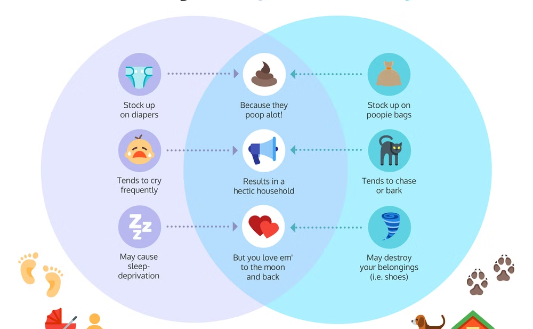 Stock up
on diapers
Because they
poop alot!
Stock up on
poopie bags
Tends to cry
frequently
Results in a
hectic household
Tends to chase
or bark
May cause
sleep-
deprivation
But you love em'
to the moon
and back
May destroy
your belongings
(i.e. shoes)